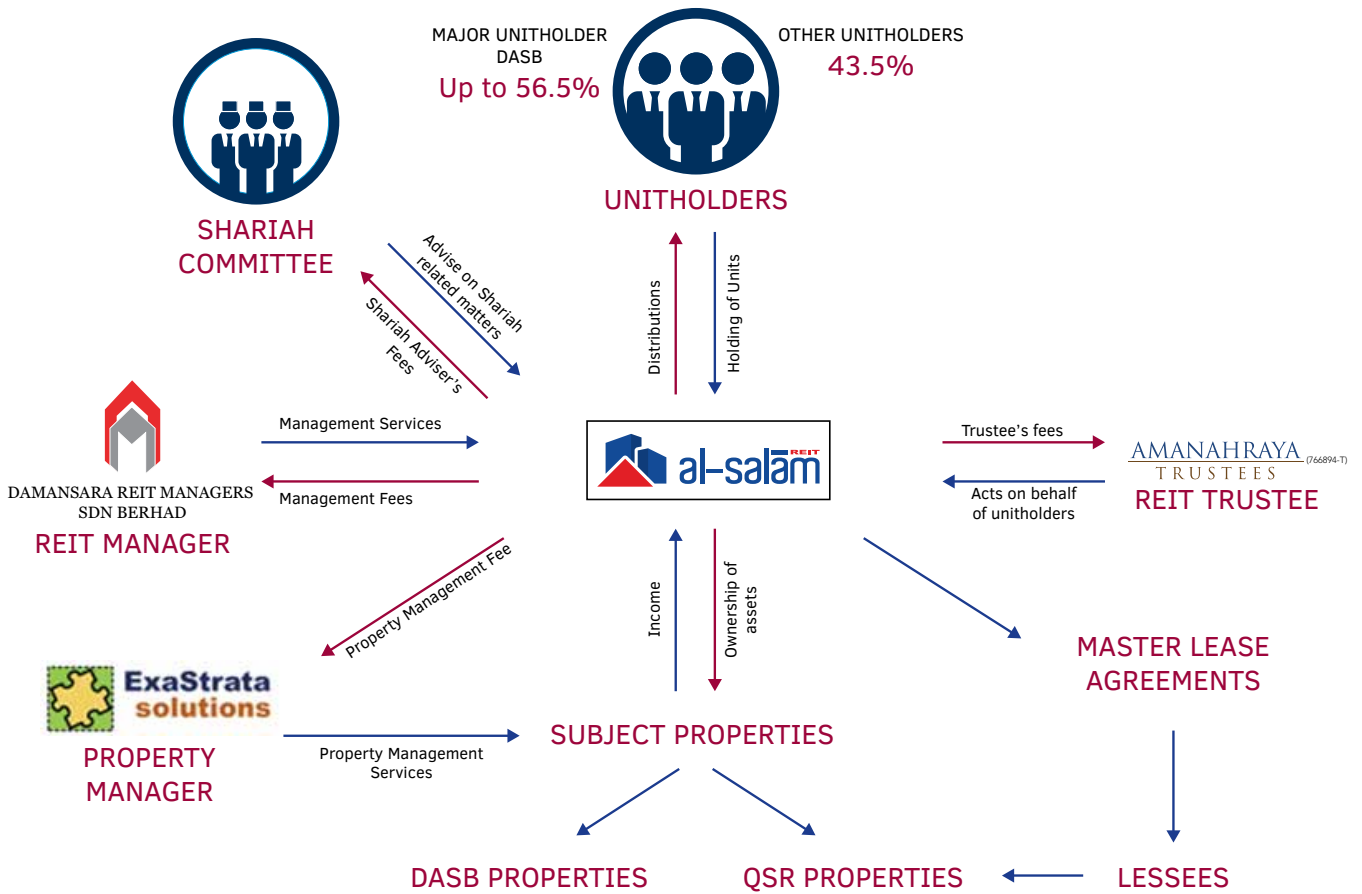 MAJOR UNITHOLDER
DASB
Up to 56.5%
OTHER UNITHOLDERS
43.5%
UNITHOLDERS
SHARIAH
COMMITTEE
Advise on Shariah
related matters
Shariah Adviser's
Fees
Distributions
Holding of Units
DAMANSARA REIT MANAGERS
SDN BERHAD
REIT MANAGER
Management Services
Management Fees
al-salām
REIT
Trustee's fees
Acts on behalf
of unitholders
AMANAHRAYA
TRUSTEES
(766894-T)
REIT TRUSTEE
Property Management Fee
Income
Ownership of
assets
MASTER LEASE
AGREEMENTS
ExaStrata
solutions
PROPERTY
MANAGER
Property Management
Services
SUBJECT PROPERTIES
DASB PROPERTIES
QSR PROPERTIES
LESSEES